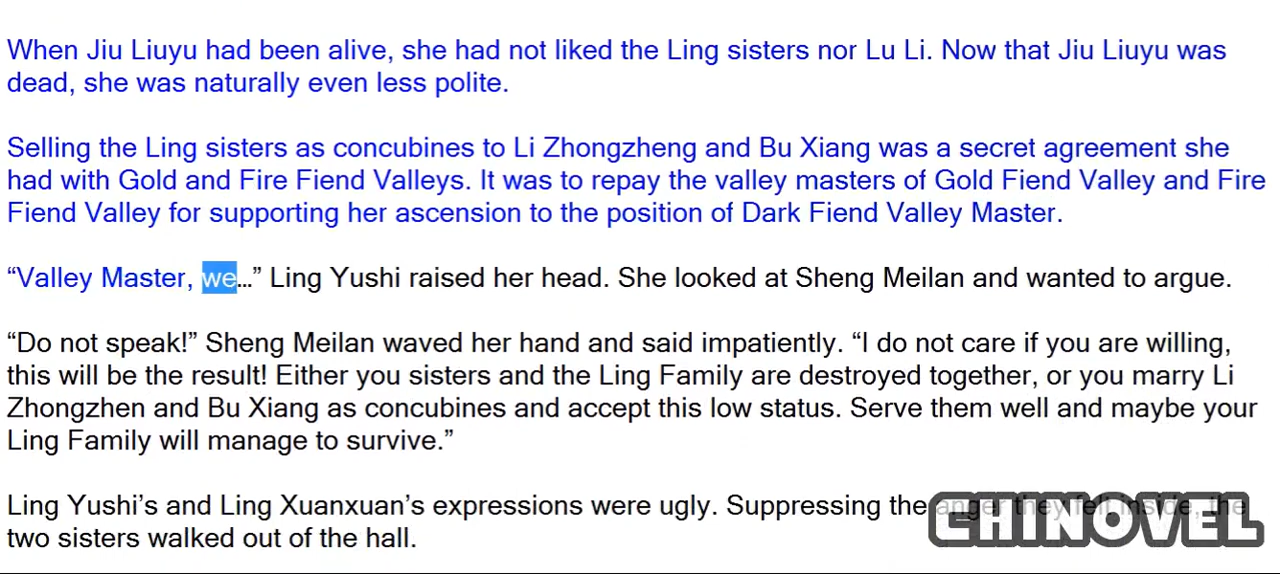 When Jiu Liuyu had been alive, she had not liked the Ling sisters nor Lu Li. Now that Jiu Liuyu was
dead, she was naturally even less polite.
Selling the Ling sisters as concubines to Li Zhongzheng and Bu Xiang was a secret agreement she
had with Gold and Fire Fiend Valleys. It was to repay the valley masters of Gold Fiend Valley and Fire
Fiend Valley for supporting her ascension to the position of Dark Fiend Valley Master.
“Valley Master, we…” Ling Yushi raised her head. She looked at Sheng Meilan and wanted to argue.
“Do not speak!” Sheng Meilan waved her hand and said impatiently. “I do not care if you are willing,
this will be the result! Either you sisters and the Ling Family are destroyed together, or you marry Li
Zhongzhen and Bu Xiang as concubines and accept this low status. Serve them well and maybe your
Ling Family will manage to survive.”
Ling Yushi’s and Ling Xuanxuan’s expressions were ugly. Suppressing the anger they felt inside, the
two sisters walked out of the hall.
CHINOVEL